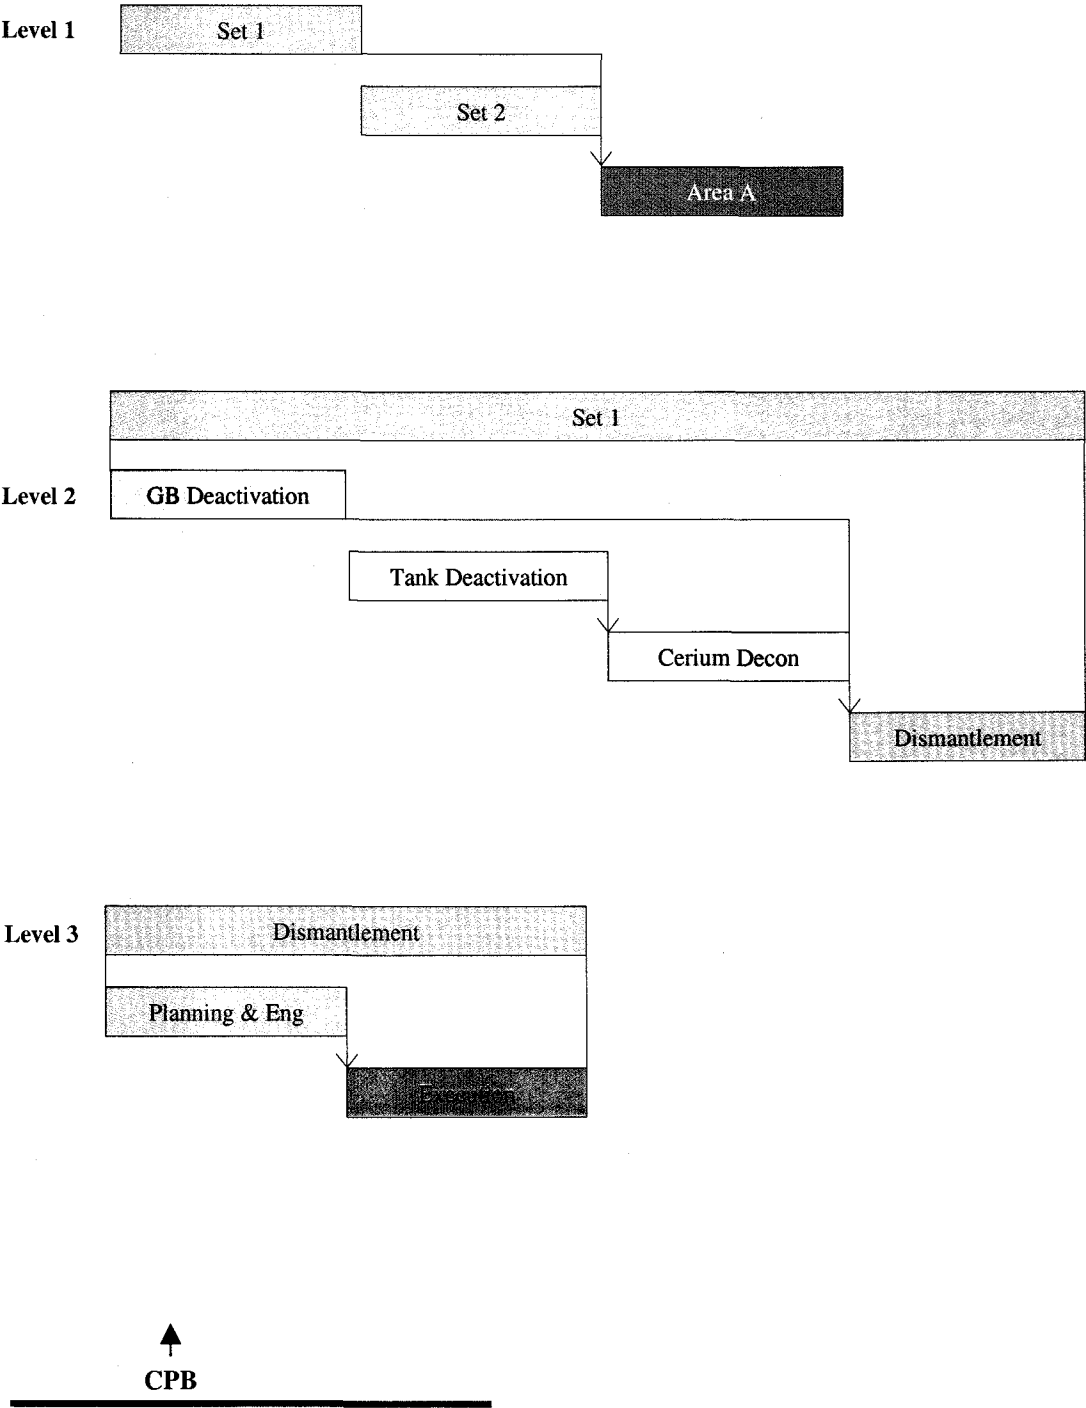 Level 1
Set 1
Set 2
Area A
Set 1
Level 2
GB Deactivation
Tank Deactivation
Cerium Decon
Dismantlement
Level 3
Dismantlement
Planning & Eng
Execution
CPB